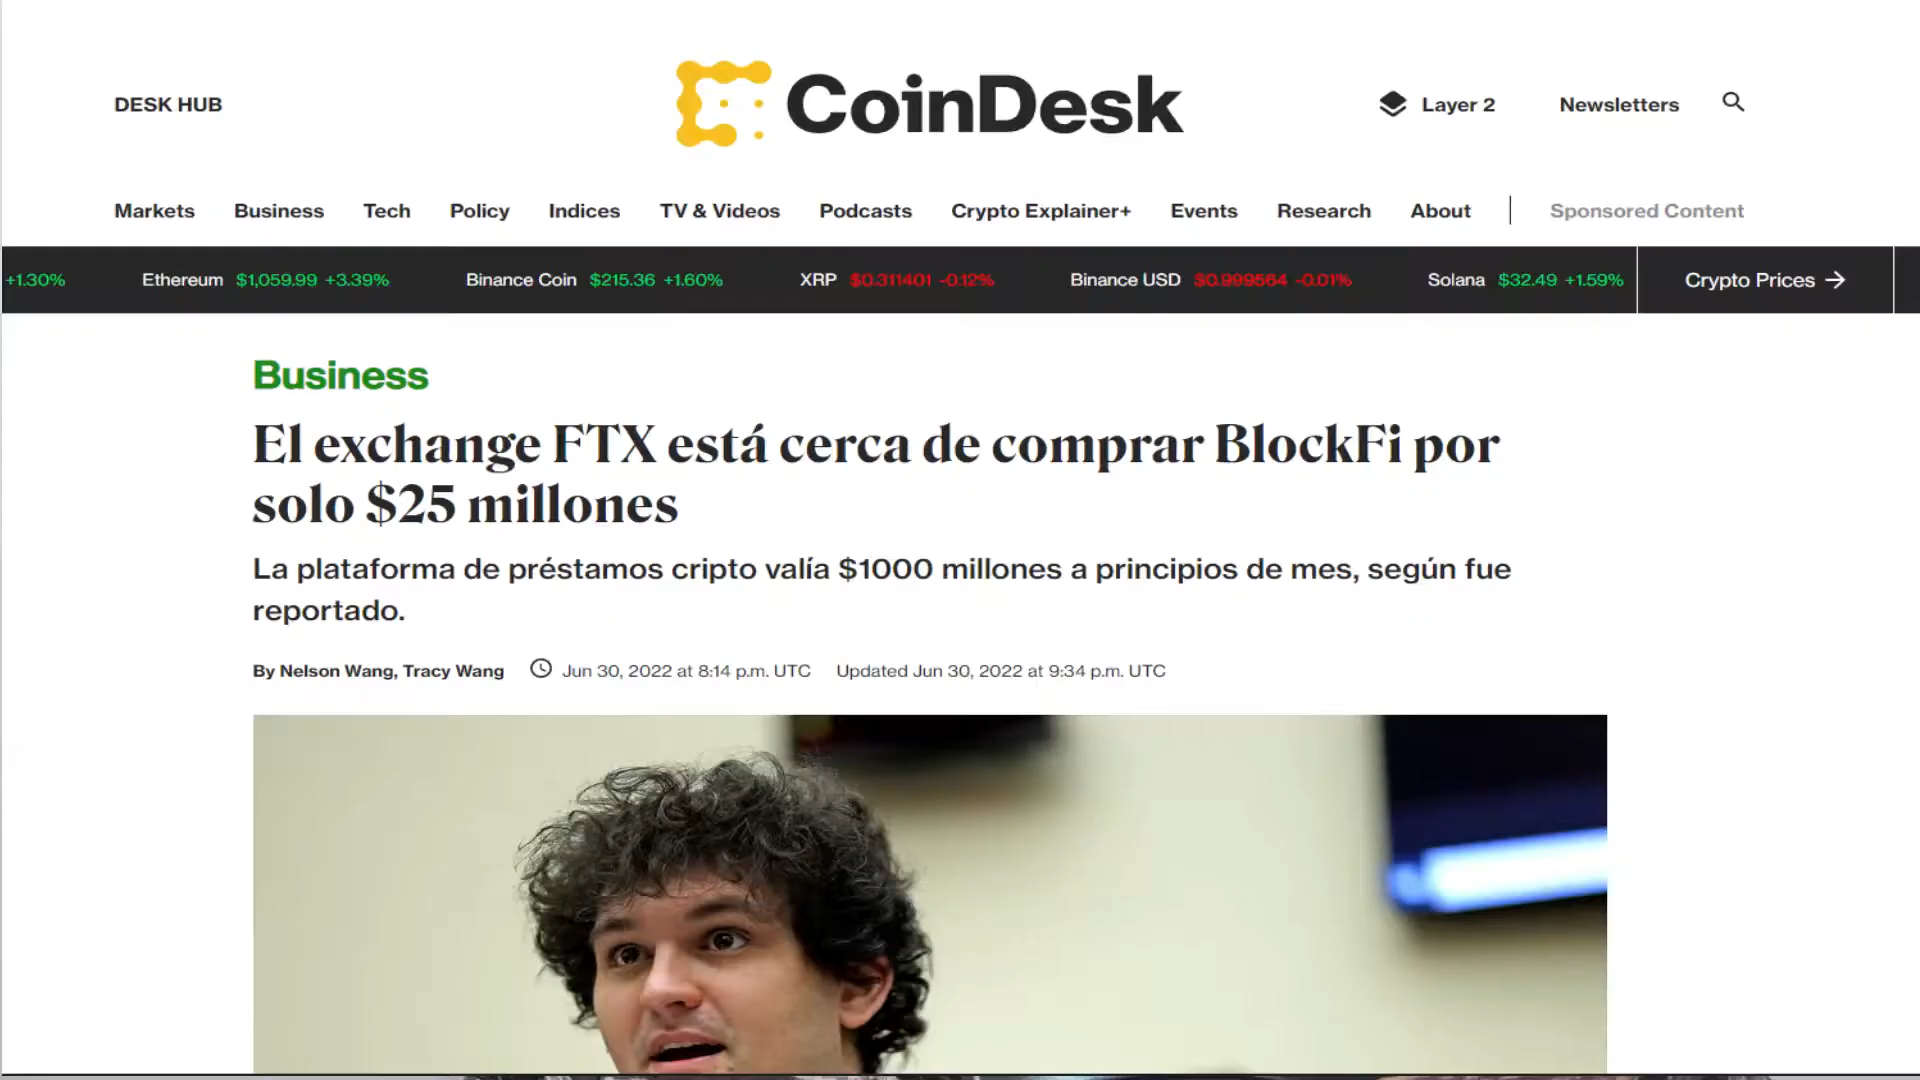 DESK HUB
CoinDesk
Layer 2
Newsletters
Markets Business Tech Policy Indices TV & Videos Podcasts Crypto Explainer+ Events Research About | Sponsored Content
+1.30% Ethereum $1,059.99 +3.39% Binance Coin $215.36 +1.60% XRP $0.311401 -0.12% Binance USD $0.999564 -0.01% Solana $32.49 +1.59% Crypto Prices →
Business
El exchange FTX está cerca de comprar BlockFi por
solo $25 millones
La plataforma de préstamos cripto valía $1000 millones a principios de mes, según fue
reportado.
By Nelson Wang, Tracy Wang Jun 30, 2022 at 8:14 p.m. UTC Updated Jun 30, 2022 at 9:34 p.m. UTC